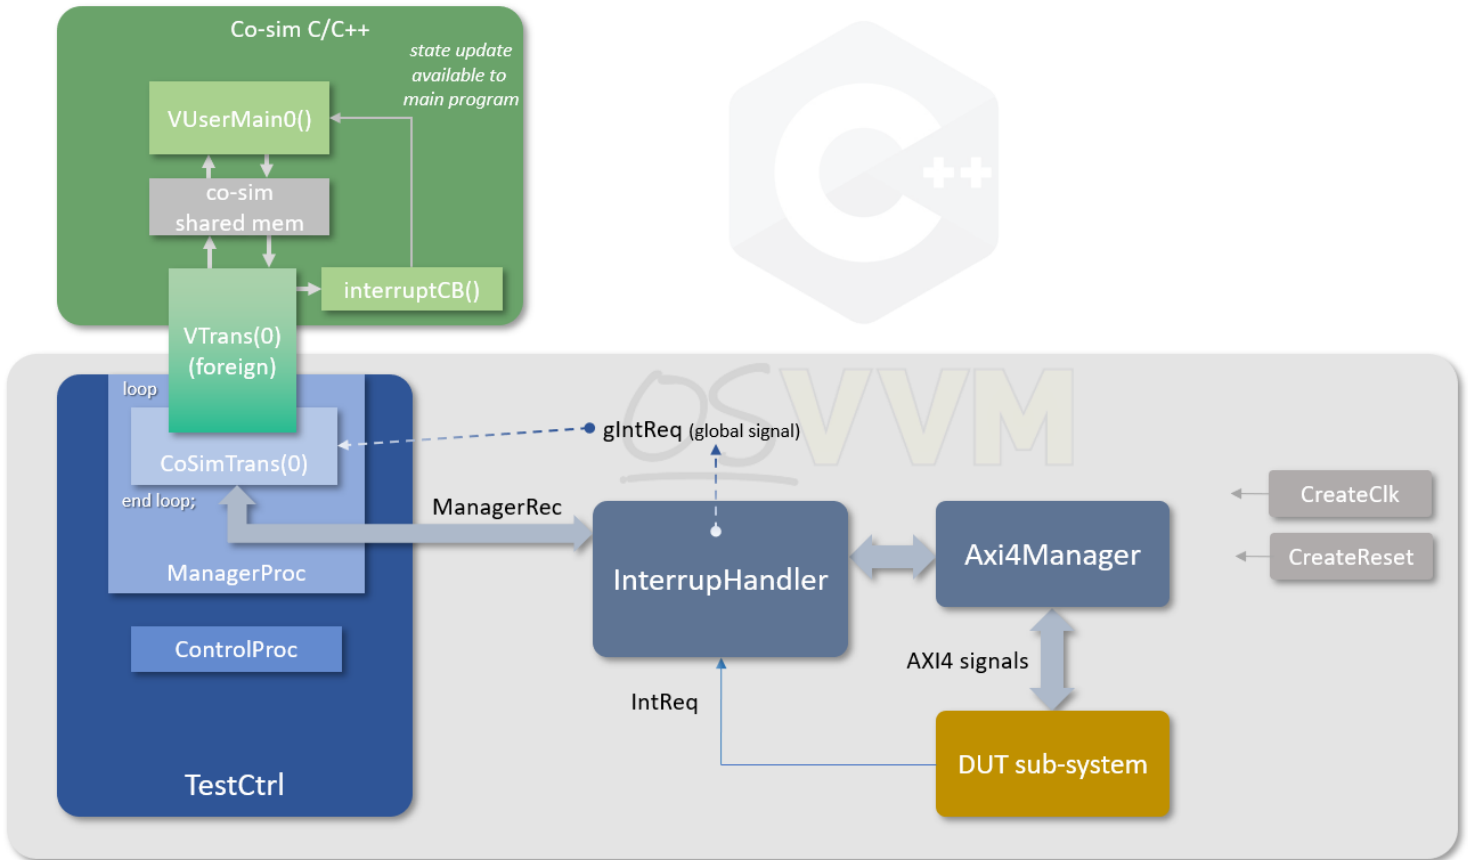 Co-sim C/C++
state update
available to
main program
VUserMain0()
co-sim
shared mem
interruptCB()
VTrans(0)
(foreign)
C++
OSVVM
loop
CoSimTrans(0)
end loop;
ManagerProc
ControlProc
TestCtrl
gIntReq (global signal)
ManagerRec
InterrupHandler
Axi4Manager
CreateClk
CreateReset
AXI4 signals
IntReq
DUT sub-system